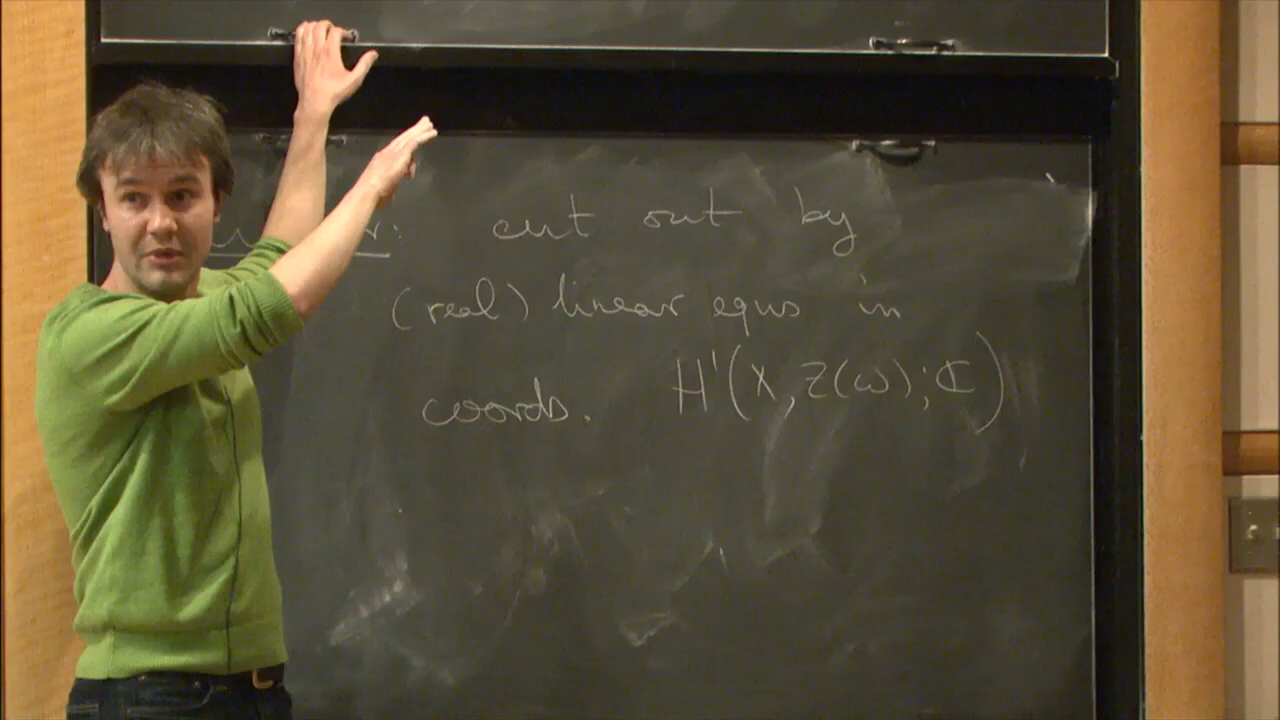 : cut out by
(real) linear eqns in
coords. H¹(X, Z(ω); ℂ)